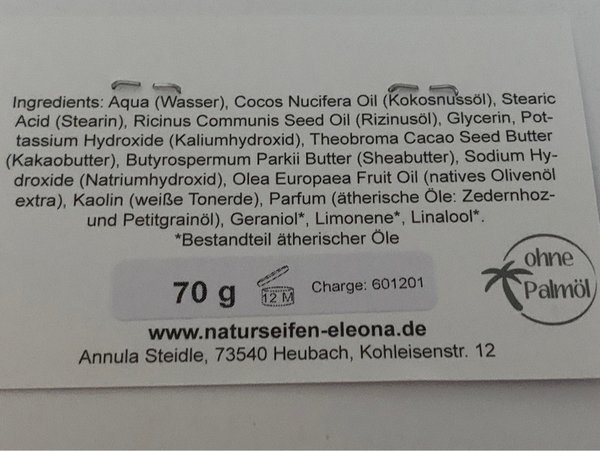 Ingredients: Aqua (Wasser), Cocos Nucifera Oil (Kokosnussöl), Stearic
Acid (Stearin), Ricinus Communis Seed Oil (Rizinusöl), Glycerin, Pot-
tassium Hydroxide (Kaliumhydroxid), Theobroma Cacao Seed Butter
(Kakaobutter), Butyrospermum Parkii Butter (Sheabutter), Sodium Hy-
droxide (Natriumhydroxid), Olea Europaea Fruit Oil (natives Olivenöl
extra), Kaolin (weiße Tonerde), Parfum (ätherische Öle: Zedernhoz-
und Petitgrainöl), Geraniol*, Limonene*, Linalool*.
*Bestandteil ätherischer Öle
70 g 12 M Charge: 601201
ohne
Palmöl
www.naturseifen-eleona.de
Annula Steidle, 73540 Heubach, Kohleisenstr. 12